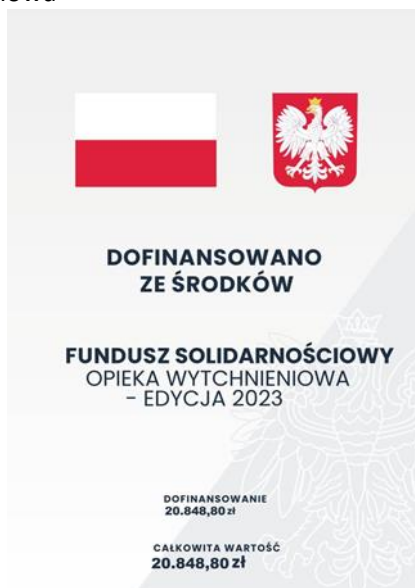 DOFINANSOWANO
ZE ŚRODKÓW
FUNDUSZ SOLIDARNOŚCIOWY
OPIEKA WYTCHNIENIOWA
- EDYCJA 2023
DOFINANSOWANIE
20.848,80 zł
CAŁKOWITA WARTOŚĆ
20.848,80 zł